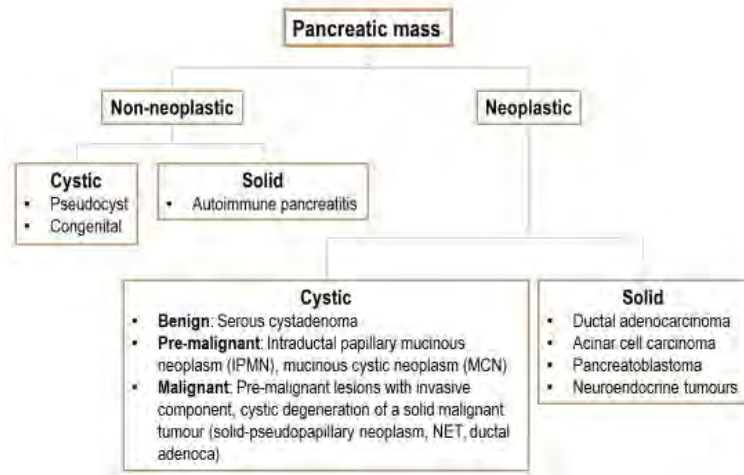 Pancreatic mass
Non-neoplastic
Neoplastic
Cystic
▪ Pseudocyst
▪ Congenital
Solid
▪ Autoimmune pancreatitis
Cystic
▪ Benign: Serous cystadenoma
▪ Pre-malignant: Intraductal papillary mucinous
neoplasm (IPMN), mucinous cystic neoplasm (MCN)
▪ Malignant: Pre-malignant lesions with invasive
component, cystic degeneration of a solid malignant
tumour (solid-pseudopapillary neoplasm, NET, ductal
adenoca)
Solid
▪ Ductal adenocarcinoma
▪ Acinar cell carcinoma
▪ Pancreatoblastoma
▪ Neuroendocrine tumours